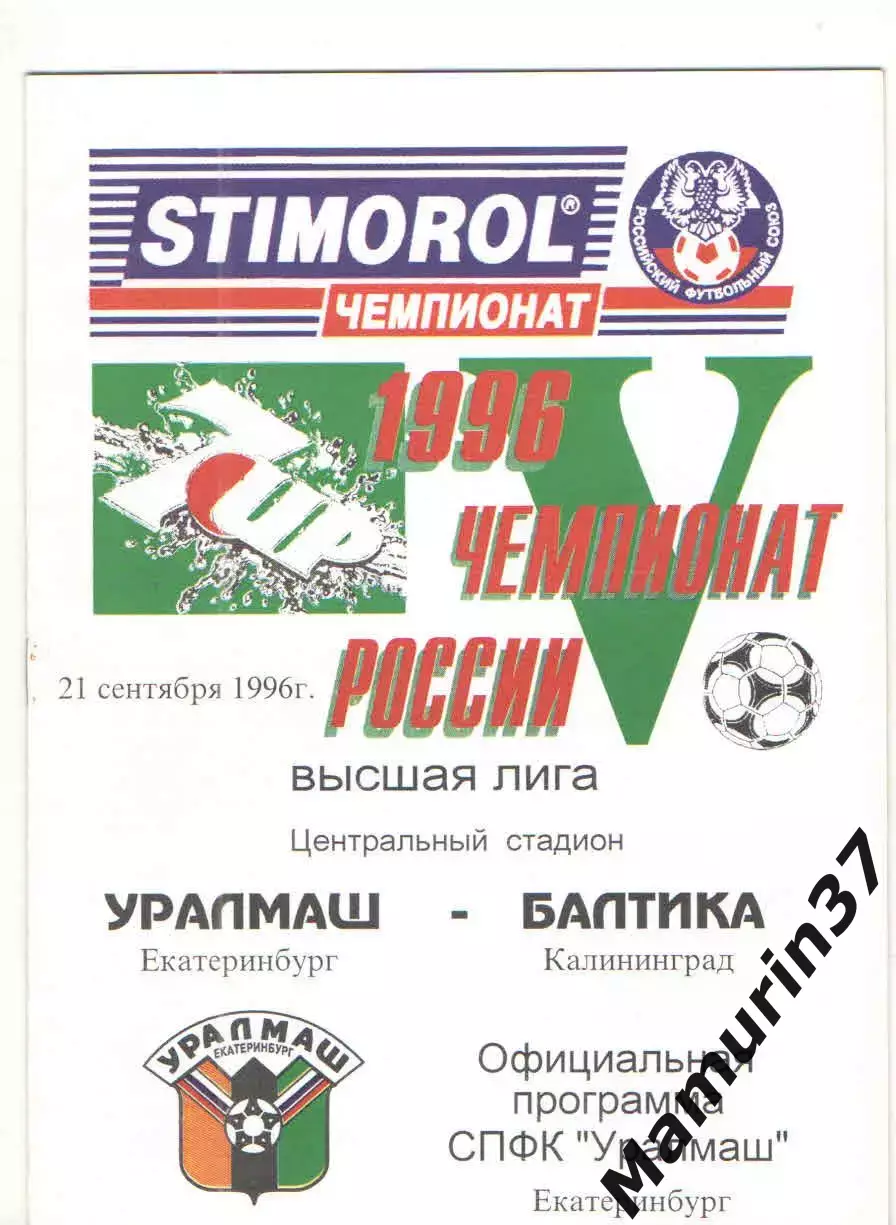 STIMOROL®
ЧЕМПИОНАТ
РОССИЙСКИЙ ФУТБОЛЬНЫЙ СОЮЗ
7UP
V
1996
ЧЕМПИОНАТ
РОССИИ
21 сентября 1996г.
высшая лига
Центральный стадион
УРАЛМАШ - БАЛТИКА
Екатеринбург Калининград
УРАЛМАШ
ЕКАТЕРИНБУРГ
Официальная
программа
СПФК "Уралмаш"
Екатеринбург
Mamurin37